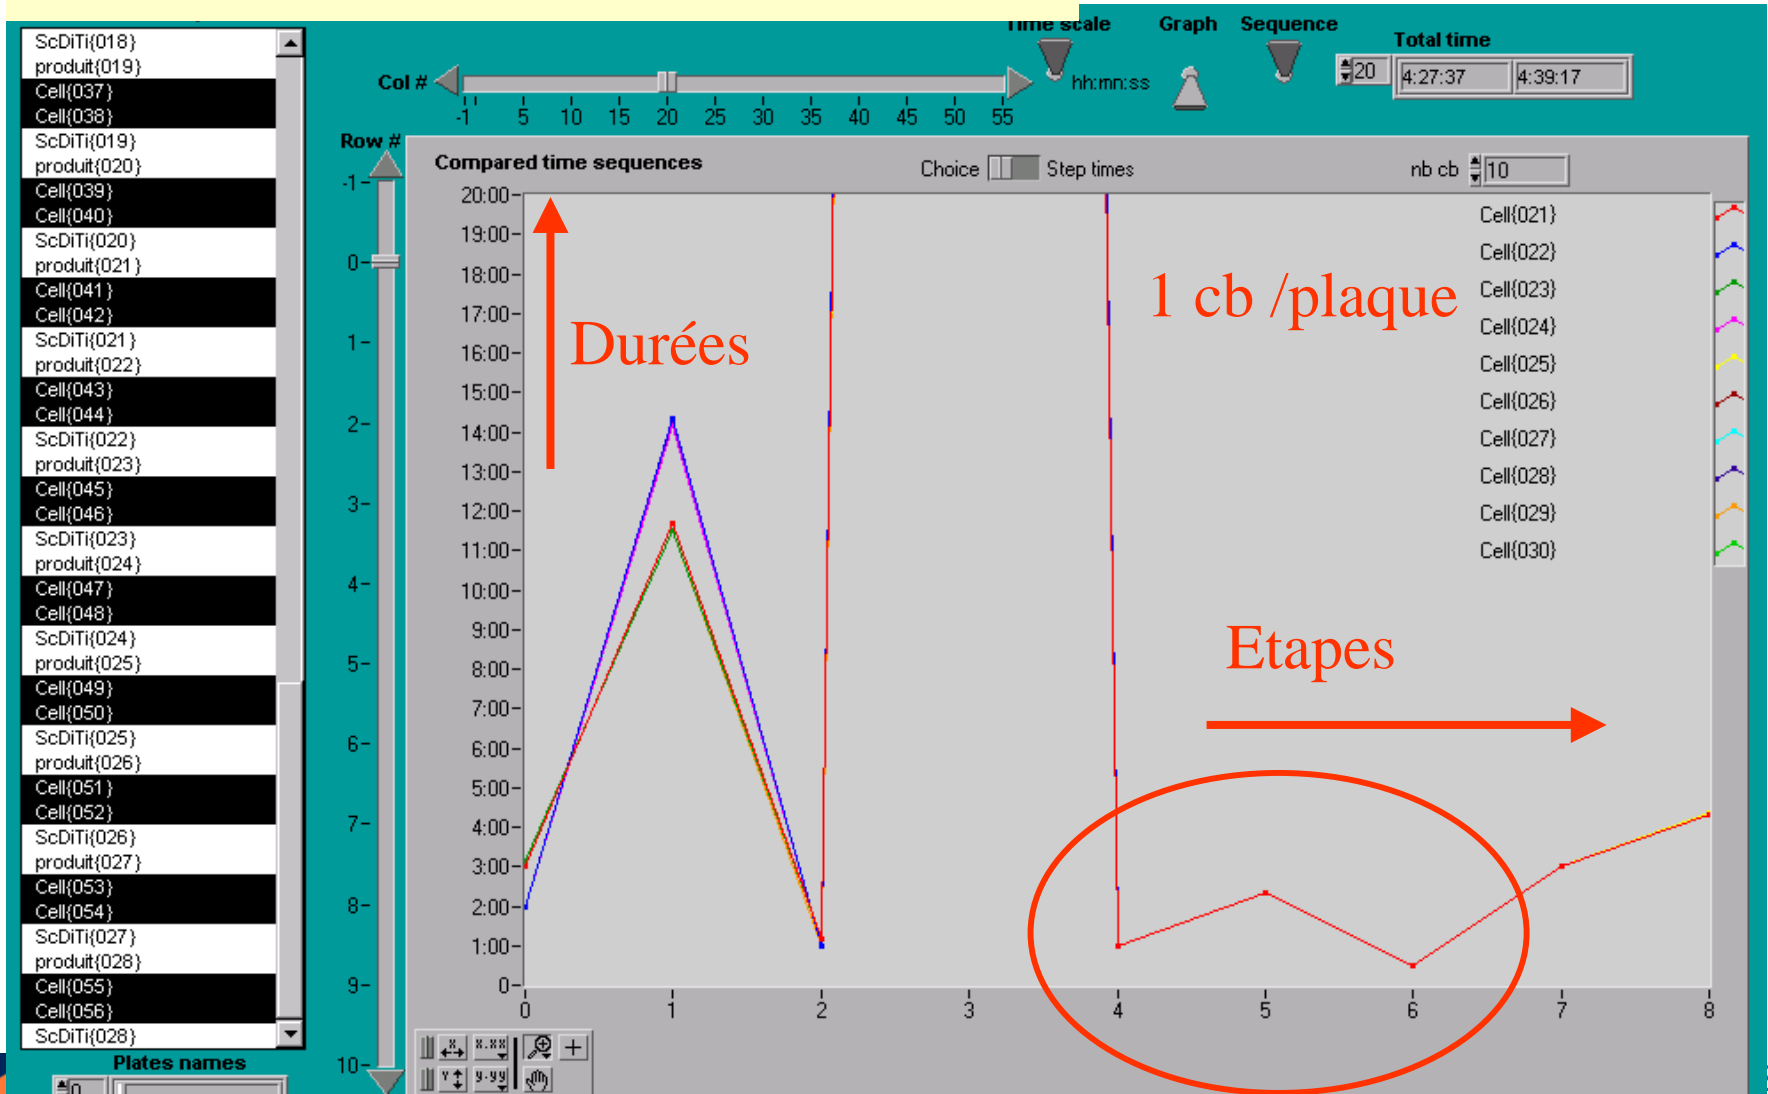 ScDiTi{018}
produit{019}
Cell{037}
Cell{038}
ScDiTi{019}
produit{020}
Cell{039}
Cell{040}
ScDiTi{020}
produit{021}
Cell{041}
Cell{042}
ScDiTi{021}
produit{022}
Cell{043}
Cell{044}
ScDiTi{022}
produit{023}
Cell{045}
Cell{046}
ScDiTi{023}
produit{024}
Cell{047}
Cell{048}
ScDiTi{024}
produit{025}
Cell{049}
Cell{050}
ScDiTi{025}
produit{026}
Cell{051}
Cell{052}
ScDiTi{026}
produit{027}
Cell{053}
Cell{054}
ScDiTi{027}
produit{028}
Cell{055}
Cell{056}
ScDiTi{028}
Plates names
0
Col #
-1 5 10 15 20 25 30 35 40 45 50 55
Time scale
hh:mn:ss
Graph
Sequence
Total time
20 4:27:37 4:39:17
Row #
-1
0
1
2
3
4
5
6
7
8
9
10
Compared time sequences
Choice Step times
nb cb 10
20:00
19:00
18:00
17:00
16:00
15:00
14:00
13:00
12:00
11:00
10:00
9:00
8:00
7:00
6:00
5:00
4:00
3:00
2:00
1:00
0
0 1 2 3 4 5 6 7 8
Durées
1 cb /plaque
Etapes
Cell{021}
Cell{022}
Cell{023}
Cell{024}
Cell{025}
Cell{026}
Cell{027}
Cell{028}
Cell{029}
Cell{030}
X X.XX
Y y.yy